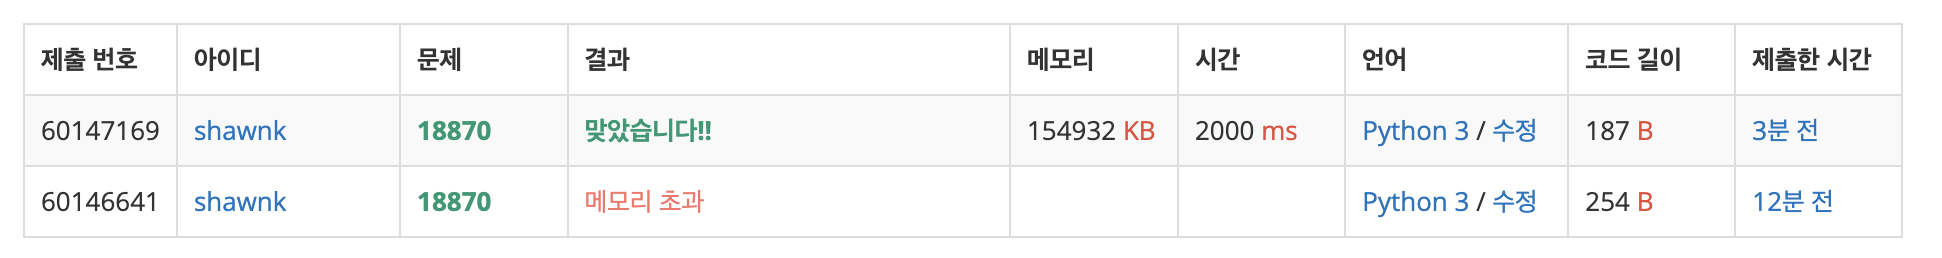 제출 번호 아이디 문제 결과 메모리 시간 언어 코드 길이 제출한 시간
60147169 shawnk 18870 맞았습니다!! 154932 KB 2000 ms Python 3 / 수정 187 B 3분 전
60146641 shawnk 18870 메모리 초과 Python 3 / 수정 254 B 12분 전